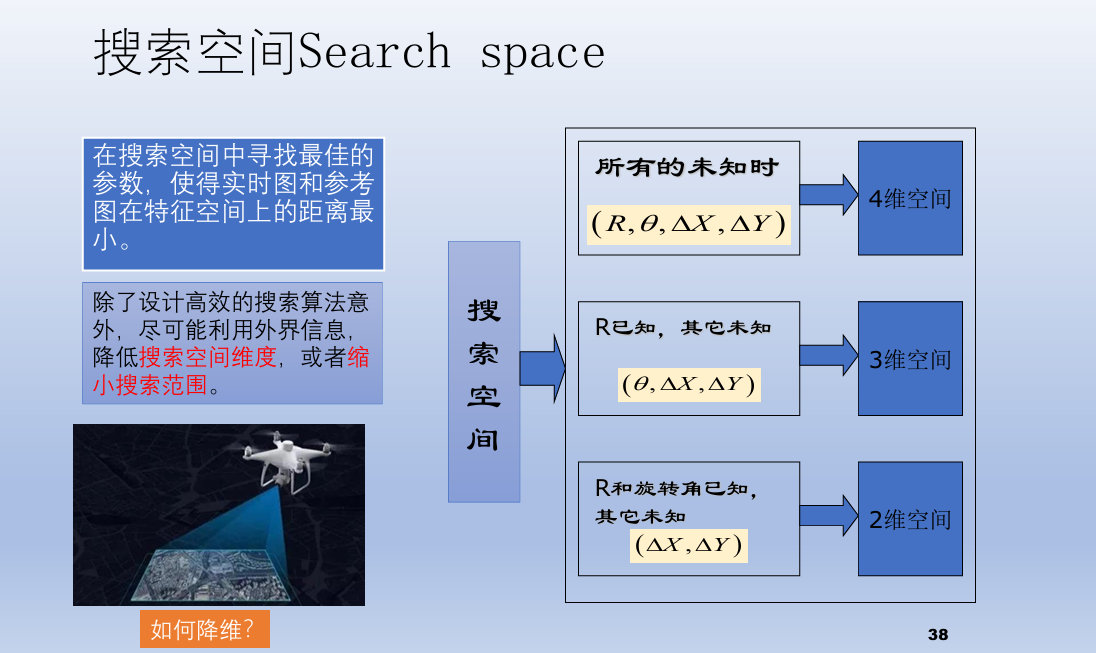 搜索空间Search space
在搜索空间中寻找最佳的
参数，使得实时图和参考
图在特征空间上的距离最
小。
除了设计高效的搜索算法意
外，尽可能利用外界信息，
降低搜索空间维度，或者缩
小搜索范围。
如何降维？
搜
索
空
间
所有的未知时
(R,θ,ΔX,ΔY)
4维空间
R已知，其它未知
(θ,ΔX,ΔY)
3维空间
R和旋转角已知，
其它未知
(ΔX,ΔY)
2维空间
38